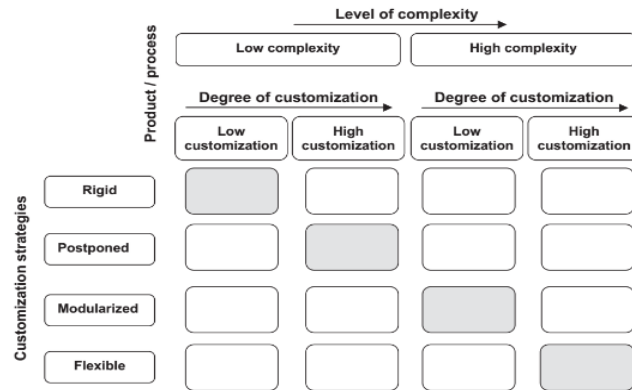 Level of complexity
Low complexity
High complexity
Product / process
Degree of customization
Degree of customization
Low
customization
High
customization
Low
customization
High
customization
Customization strategies
Rigid
Postponed
Modularized
Flexible